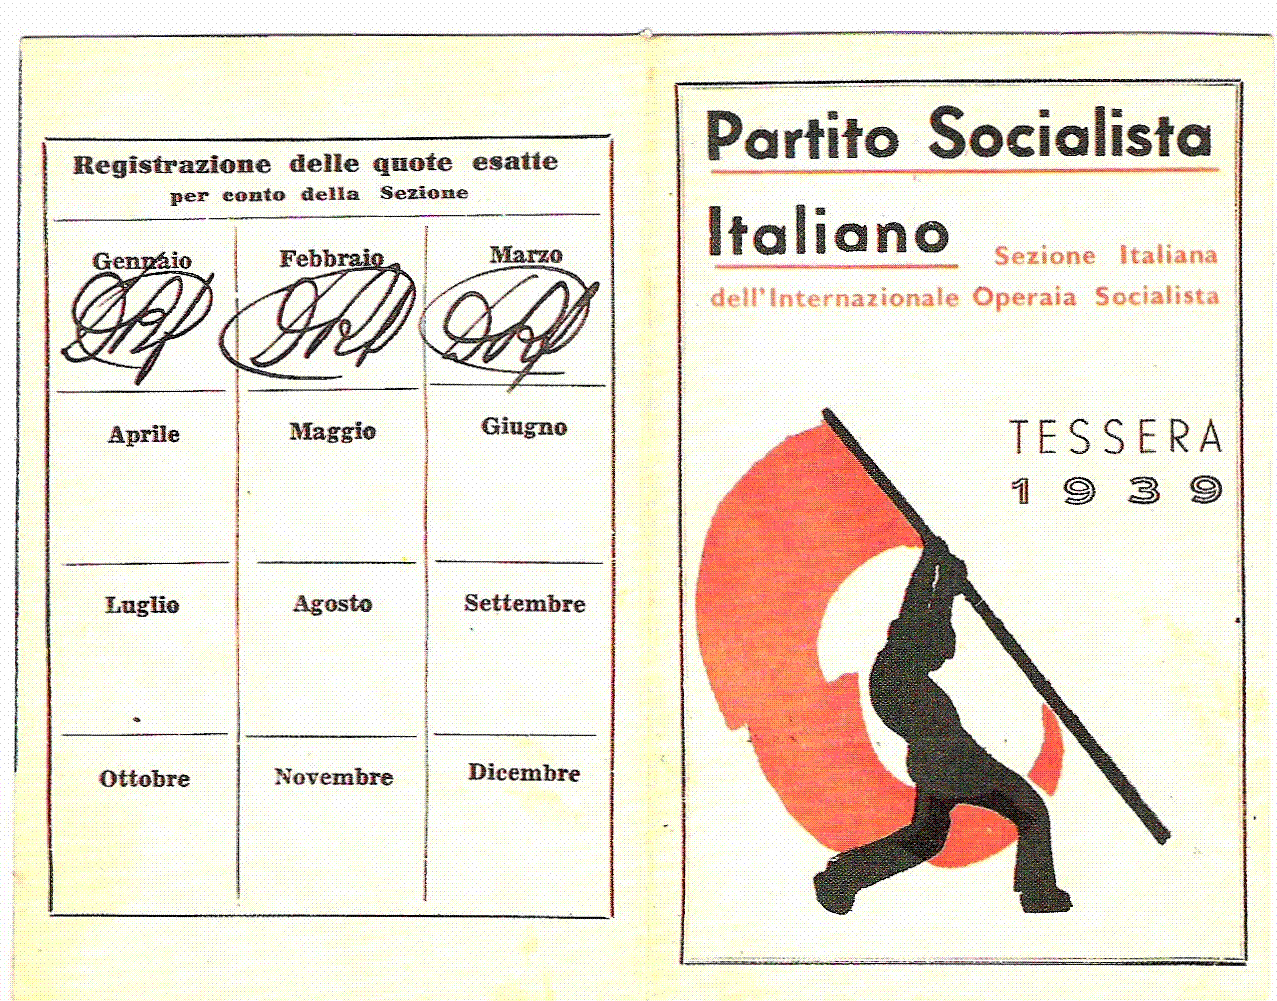 Registrazione delle quote esatte
per conto della Sezione
Gennaio Febbraio Marzo
Aprile Maggio Giugno
Luglio Agosto Settembre
Ottobre Novembre Dicembre
Partito Socialista
Italiano Sezione Italiana
dell'Internazionale Operaia Socialista
TESSERA
1939